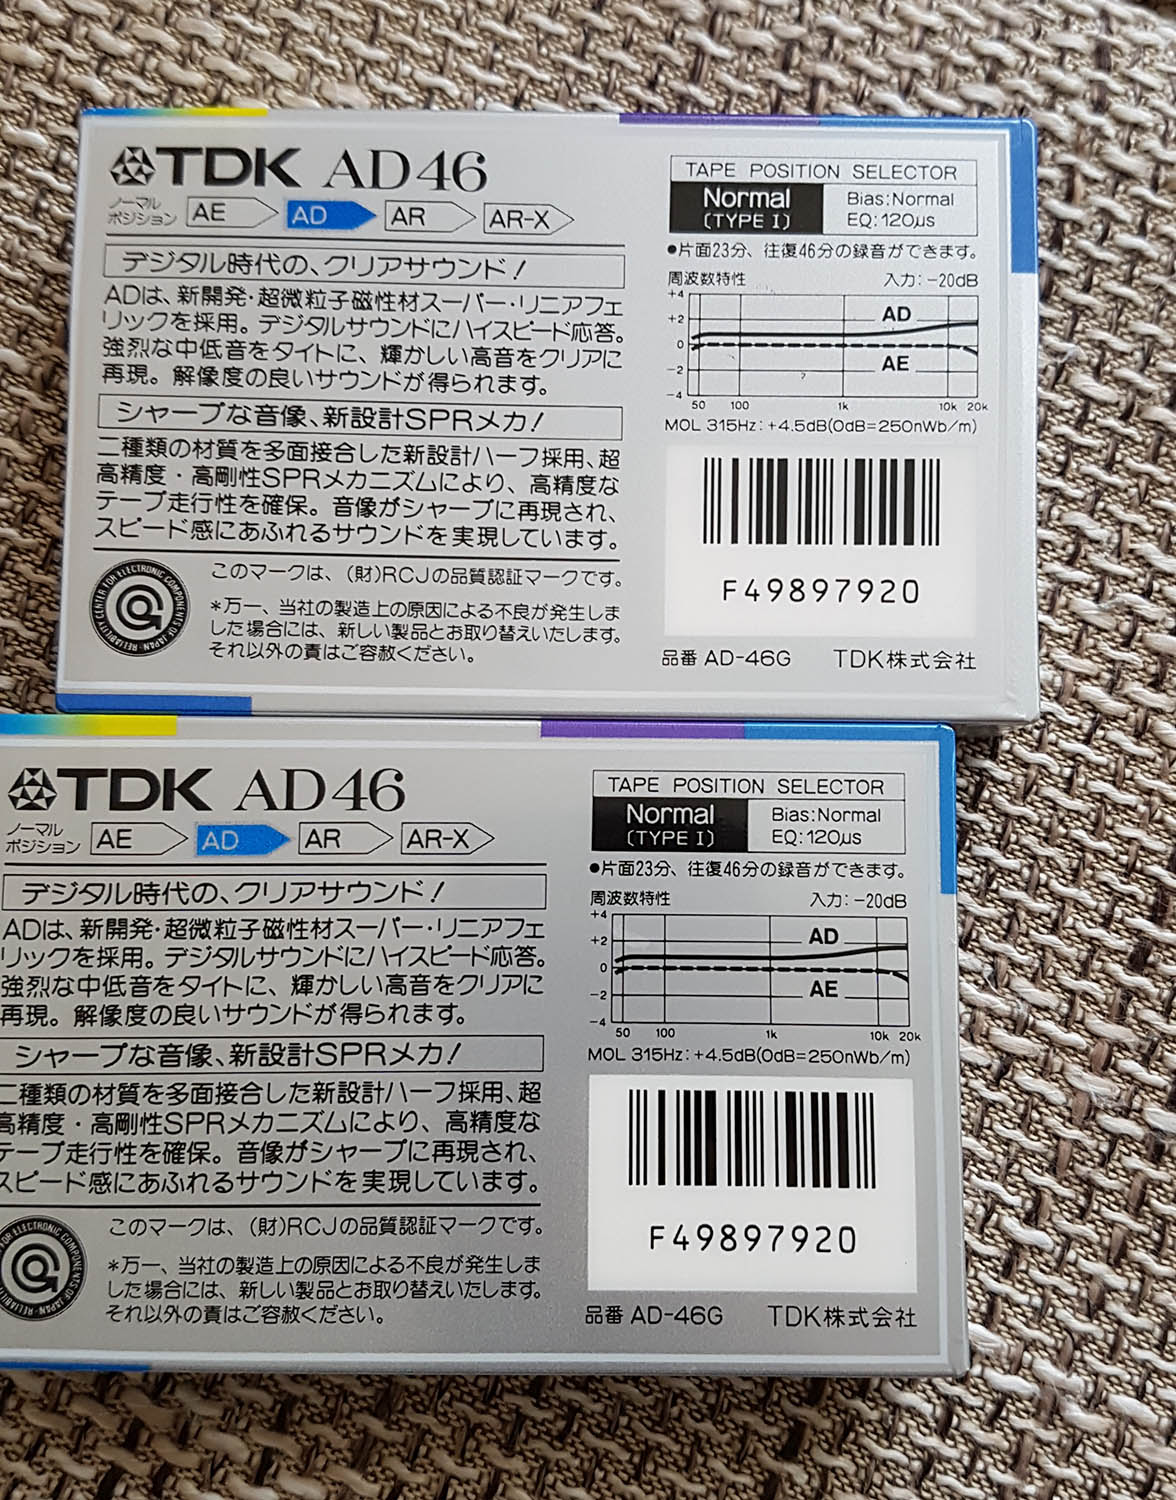 TDK AD46
ノーマル
ポジション AE AD AR AR-X
デジタル時代の、クリアサウンド!
ADは、新開発・超微粒子磁性材スーパー・リニアフェ
リックを採用。デジタルサウンドにハイスピード応答。
強烈な中低音をタイトに、輝かしい高音をクリアに
再現。解像度の良いサウンドが得られます。
シャープな音像、新設計SPRメカ!
二種類の材質を多面接合した新設計ハーフ採用、超
高精度・高剛性SPRメカニズムにより、高精度な
テープ走行性を確保。音像がシャープに再現され、
スピード感にあふれるサウンドを実現しています。
RELIABILITY CENTER FOR ELECTRONIC COMPONENTS OF JAPAN
このマークは、(財)RCJの品質認証マークです。
*万一、当社の製造上の原因による不良が発生しま
した場合には、新しい製品とお取り替えいたします。
それ以外の責はご容赦ください。
TAPE POSITION SELECTOR
Normal
(TYPE I)
Bias:Normal
EQ:120μs
●片面23分、往復46分の録音ができます。
周波数特性 入力:-20dB
+4
+2
0
-2
-4
AD
AE
50 100 1k 10k 20k
MOL 315Hz:+4.5dB(0dB=250nWb/m)
F49897920
品番 AD-46G TDK株式会社
TDK AD46
ノーマル
ポジション AE AD AR AR-X
デジタル時代の、クリアサウンド!
ADは、新開発・超微粒子磁性材スーパー・リニアフェ
リックを採用。デジタルサウンドにハイスピード応答。
強烈な中低音をタイトに、輝かしい高音をクリアに
再現。解像度の良いサウンドが得られます。
シャープな音像、新設計SPRメカ!
二種類の材質を多面接合した新設計ハーフ採用、超
高精度・高剛性SPRメカニズムにより、高精度な
テープ走行性を確保。音像がシャープに再現され、
スピード感にあふれるサウンドを実現しています。
FOR ELECTRONIC COMPONENTS OF JAPAN
このマークは、(財)RCJの品質認証マークです。
*万一、当社の製造上の原因による不良が発生しま
した場合には、新しい製品とお取り替えいたします。
それ以外の責はご容赦ください。
TAPE POSITION SELECTOR
Normal
(TYPE I)
Bias:Normal
EQ:120μs
●片面23分、往復46分の録音ができます。
周波数特性 入力:-20dB
+4
+2
0
-2
-4
AD
AE
50 100 1k 10k 20k
MOL 315Hz:+4.5dB(0dB=250nWb/m)
F49897920
品番 AD-46G TDK株式会社